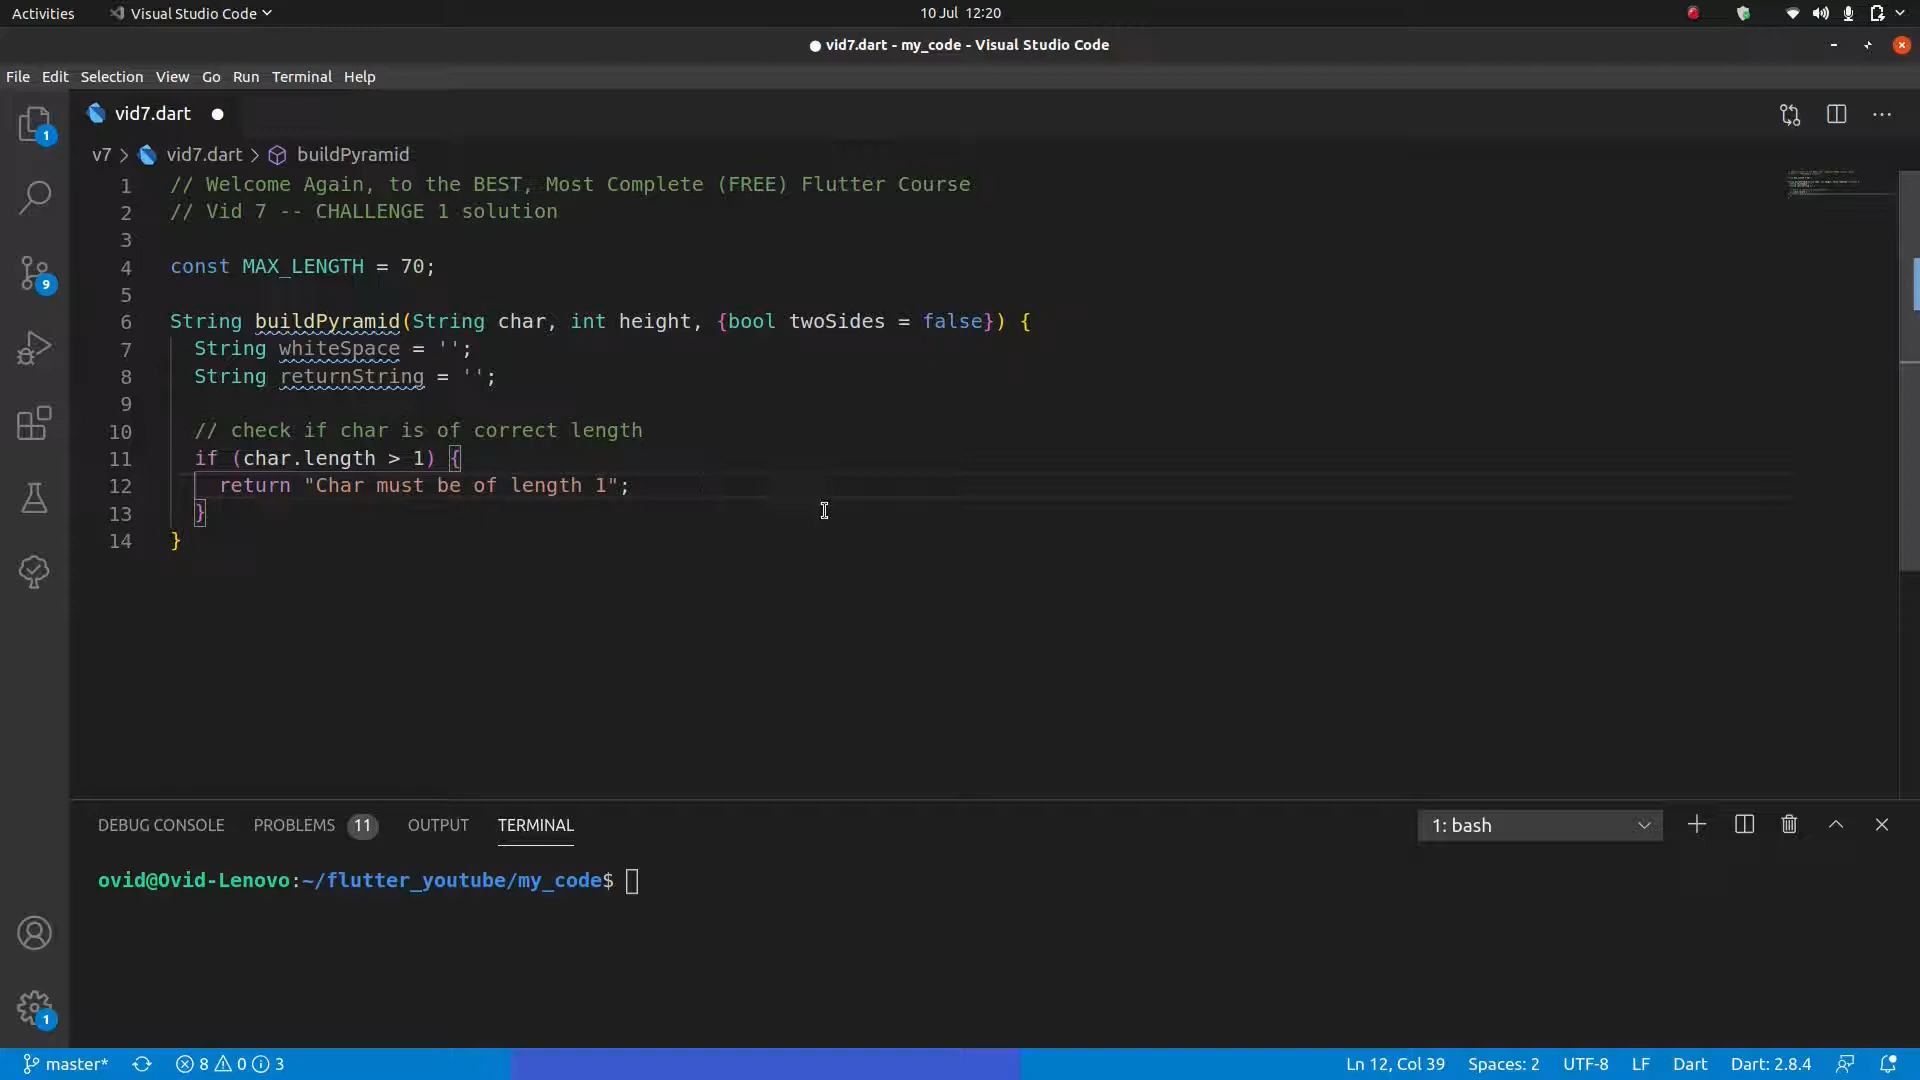 Activities Visual Studio Code 10 Jul 12:20
vid7.dart - my_code - Visual Studio Code
File Edit Selection View Go Run Terminal Help
1 vid7.dart
v7 > vid7.dart > buildPyramid
1 // Welcome Again, to the BEST, Most Complete (FREE) Flutter Course
2 // Vid 7 -- CHALLENGE 1 solution
3
4 const MAX_LENGTH = 70;
5
6 String buildPyramid(String char, int height, {bool twoSides = false}) {
7 String whiteSpace = '';
8 String returnString = '';
9
10 // check if char is of correct length
11 if (char.length > 1) {
12 return "Char must be of length 1";
13 }
14 }
9
DEBUG CONSOLE PROBLEMS 11 OUTPUT TERMINAL 1: bash
ovid@Ovid-Lenovo:~/flutter_youtube/my_code$
1
master* 8 0 3 Ln 12, Col 39 Spaces: 2 UTF-8 LF Dart Dart: 2.8.4